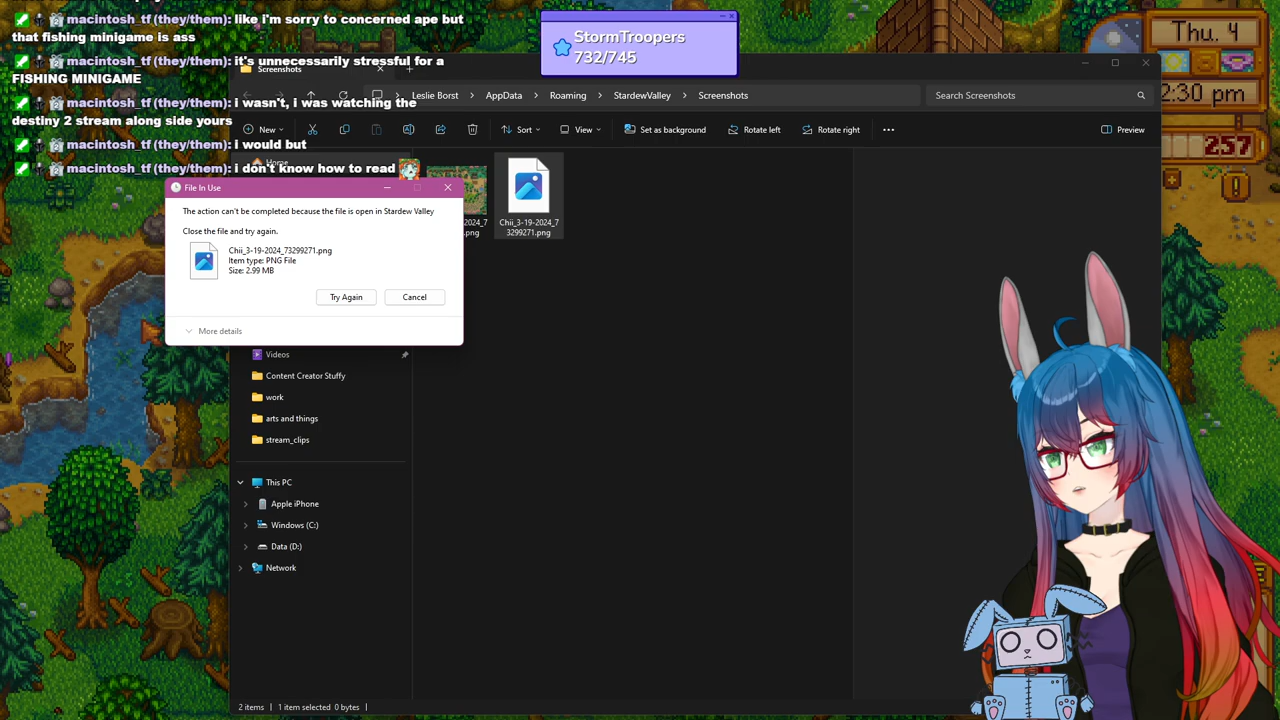 macintosh_tf (they/them): like i'm sorry to concerned ape but
that fishing minigame is ass
macintosh_tf (they/them): it's unnecessarily stressful for a
FISHING MINIGAME
macintosh_tf (they/them): i wasn't, i was watching the
destiny 2 stream along side yours
macintosh_tf (they/them): i would but
macintosh_tf (they/them): i don't know how to read
StormTroopers
732/745
Thu. 4
2:30 pm
257
Screenshots
Leslie Borst > AppData > Roaming > StardewValley > Screenshots
Search Screenshots
New
Sort
View
Set as background
Rotate left
Rotate right
Preview
Home
2024_7
.png
Chii_3-19-2024_7
3299271.png
File In Use
The action can't be completed because the file is open in Stardew Valley
Close the file and try again.
Chii_3-19-2024_73299271.png
Item type: PNG File
Size: 2.99 MB
Try Again
Cancel
More details
Videos
Content Creator Stuffy
work
arts and things
stream_clips
This PC
Apple iPhone
Windows (C:)
Data (D:)
Network
2 items
1 item selected 0 bytes